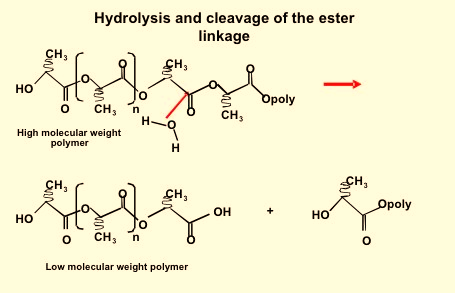 Hydrolysis and cleavage of the ester
linkage
CH3 O CH3 O
HO O CH3 n O O O CH3 Opoly
High molecular weight
polymer
H O
H
CH3 O CH3
HO O O CH3 n O O OH
+
CH3
HO Opoly
O
Low molecular weight polymer